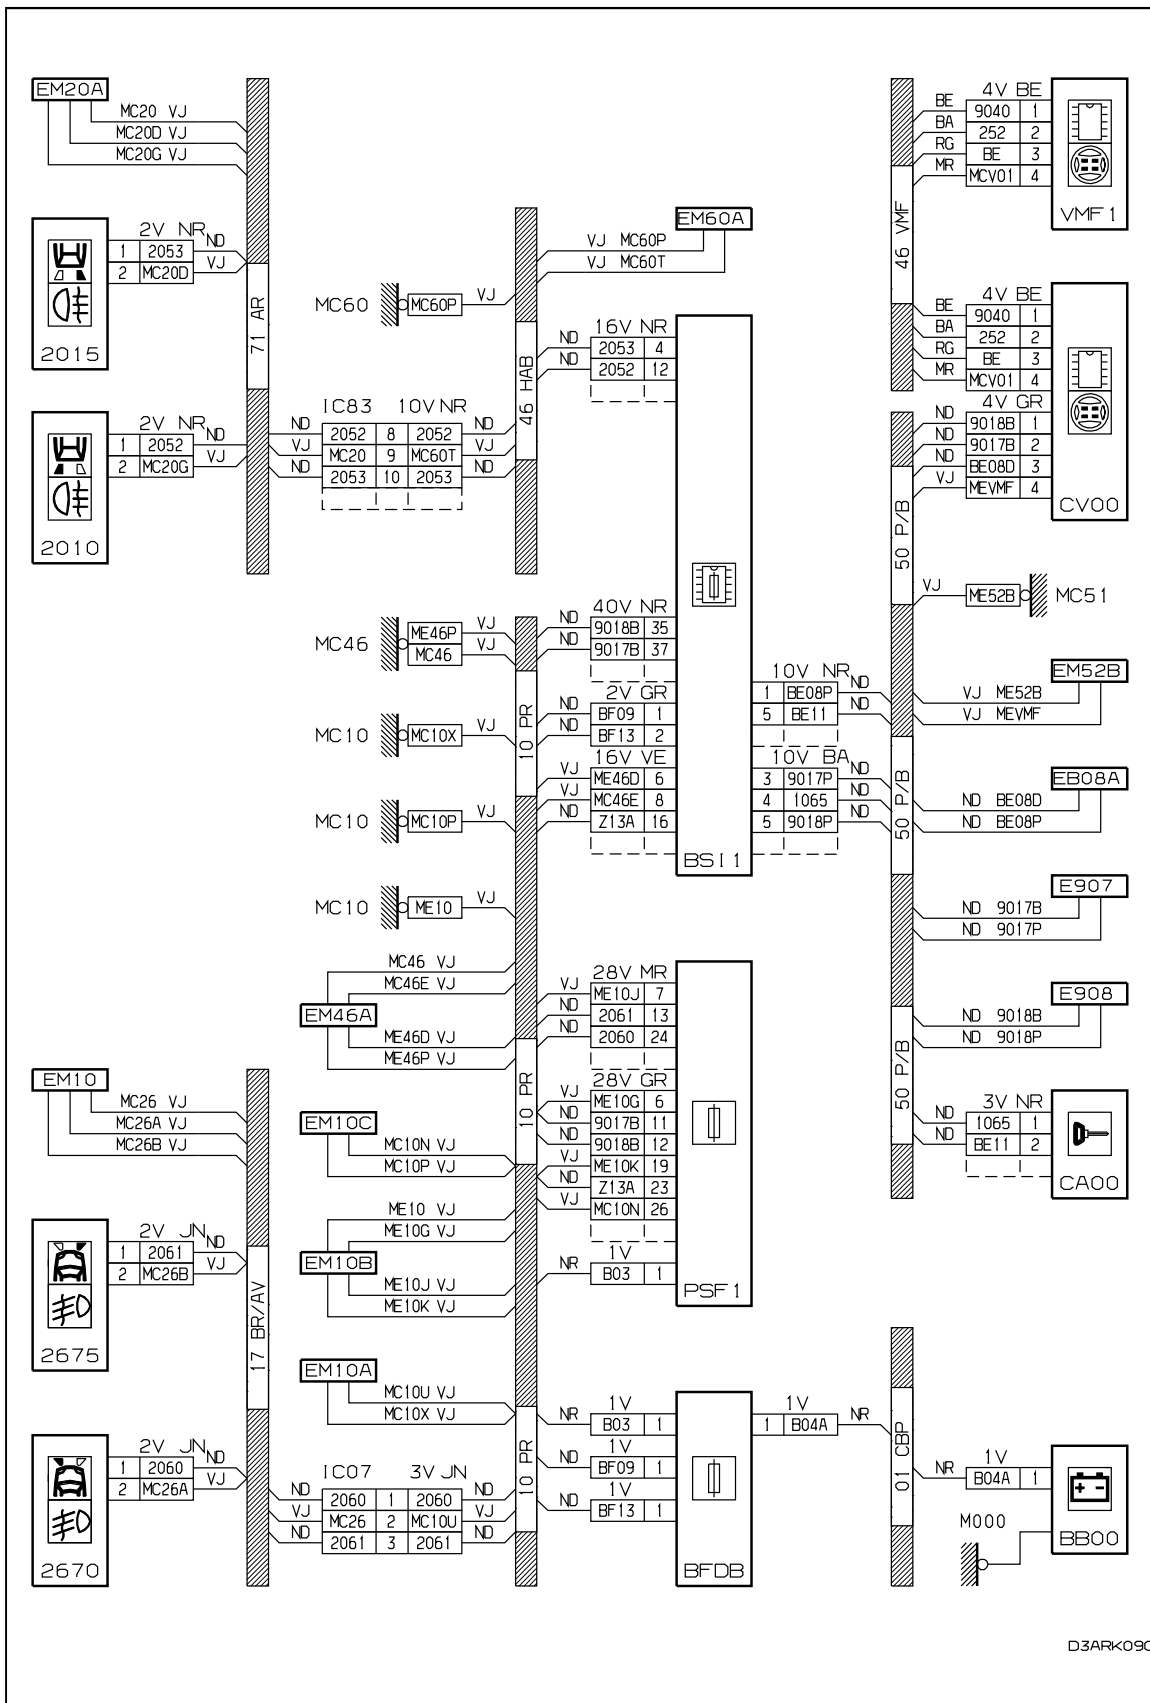 EM20A
MC20 VJ
MC20D VJ
MC20G VJ
2V NR
1 2053 ND
2 MC20D VJ
2015
71 AR
2V NR
1 2052 ND
2 MC20G VJ
2010
IC83 10V NR
ND 2052 8 2052 ND
VJ MC20 9 MC60T VJ
ND 2053 10 2053 ND
MC60 MC60P VJ
46 HAB
EM60A
VJ MC60P
VJ MC60T
16V NR
ND 2053 4
ND 2052 12
40V NR
ND 9018B 35
ND 9017B 37
2V GR
ND BF09 1
ND BF13 2
16V VE
VJ ME46D 6
VJ MC46E 8
ND Z13A 16
BSI1
10V NR
1 BE08P ND
5 BE11 ND
10V BA
3 9017P ND
4 1065 ND
5 9018P ND
MC46 ME46P VJ
MC46 VJ
MC10 MC10X VJ
MC10 MC10P VJ
MC10 ME10 VJ
10 PR
MC46 VJ
MC46E VJ
EM46A
ME46D VJ
ME46P VJ
EM10C
MC10N VJ
MC10P VJ
ME10 VJ
ME10G VJ
EM10B
ME10J VJ
ME10K VJ
10 PR
28V MR
VJ ME10J 7
ND 2061 13
ND 2060 24
28V GR
VJ ME10G 6
ND 9017B 11
ND 9018B 12
VJ ME10K 19
ND Z13A 23
VJ MC10N 26
1V
NR B03 1
PSF1
EM10
MC26 VJ
MC26A VJ
MC26B VJ
2V JN
1 2061 ND
2 MC26B VJ
2675
17 BR/AV
2V JN
1 2060 ND
2 MC26A VJ
2670
EM10A
MC10U VJ
MC10X VJ
IC07 3V JN
ND 2060 1 2060 ND
VJ MC26 2 MC10U VJ
ND 2061 3 2061 ND
10 PR
1V
NR B03 1
1V
ND BF09 1
1V
ND BF13 1
BFDB
1V
1 B04A NR
01 CBP
1V
NR B04A 1
M000
BB00
4V BE
BE 9040 1
BA 252 2
RG BE 3
MR MCV01 4
VMF1
46 VMF
4V BE
BE 9040 1
BA 252 2
RG BE 3
MR MCV01 4
4V GR
ND 9018B 1
ND 9017B 2
ND BE08D 3
VJ MEVMF 4
CV00
50 P/B
VJ ME52B MC51
EM52B
VJ ME52B
VJ MEVMF
50 P/B
EB08A
ND BE08D
ND BE08P
E907
ND 9017B
ND 9017P
E908
ND 9018B
ND 9018P
50 P/B
3V NR
ND 1065 1
ND BE11 2
CA00
D3ARK090